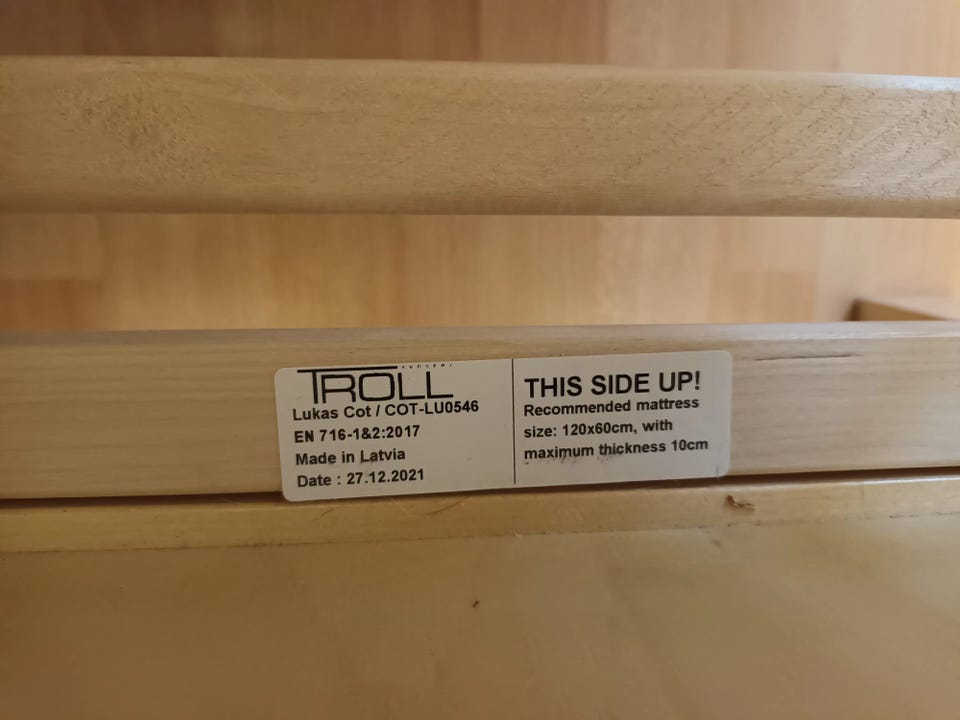 TROLL
Lukas Cot / COT-LU0546
EN 716-1&2:2017
Made in Latvia
Date : 27.12.2021
THIS SIDE UP!
Recommended mattress
size: 120x60cm, with
maximum thickness 10cm